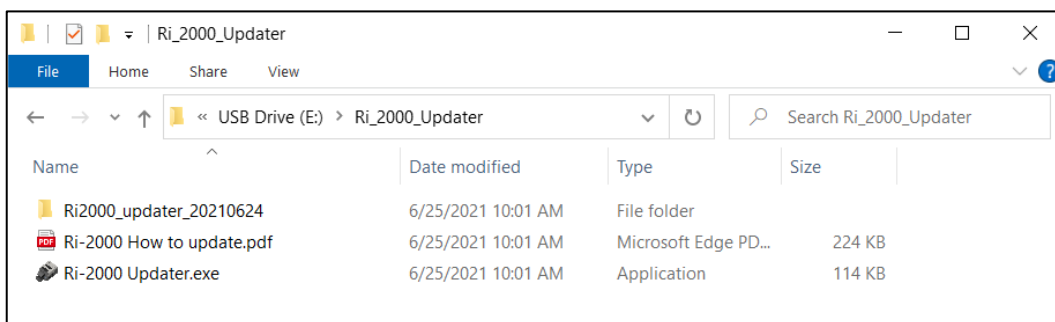 Ri_2000_Updater
File Home Share View ?
« USB Drive (E:) > Ri_2000_Updater Search Ri_2000_Updater
Name Date modified Type Size
Ri2000_updater_20210624 6/25/2021 10:01 AM File folder
PDF Ri-2000 How to update.pdf 6/25/2021 10:01 AM Microsoft Edge PD... 224 KB
Ri-2000 Updater.exe 6/25/2021 10:01 AM Application 114 KB